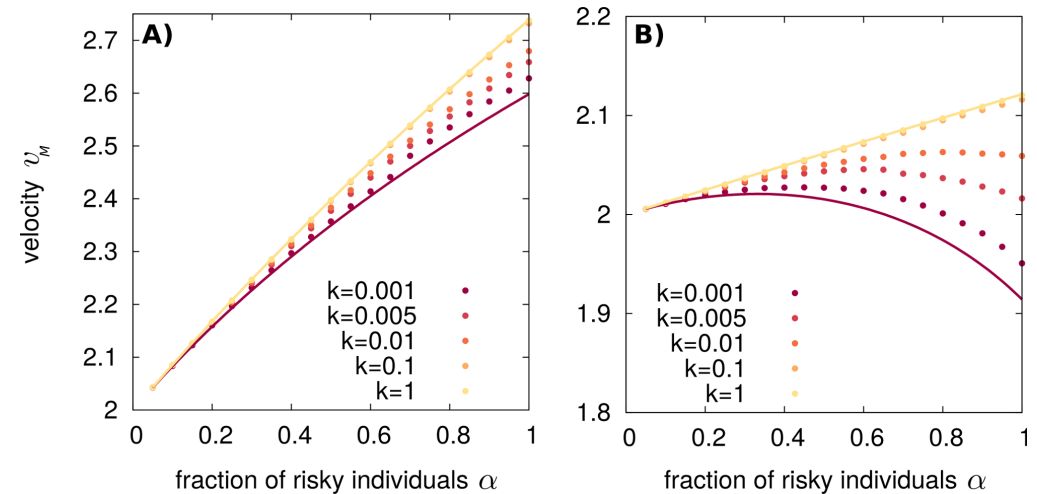 A)
velocity v_M
2.7
2.6
2.5
2.4
2.3
2.2
2.1
2
k=0.001
k=0.005
k=0.01
k=0.1
k=1
0 0.2 0.4 0.6 0.8 1
fraction of risky individuals α
B)
2.2
2.1
2
1.9
1.8
k=0.001
k=0.005
k=0.01
k=0.1
k=1
0 0.2 0.4 0.6 0.8 1
fraction of risky individuals α